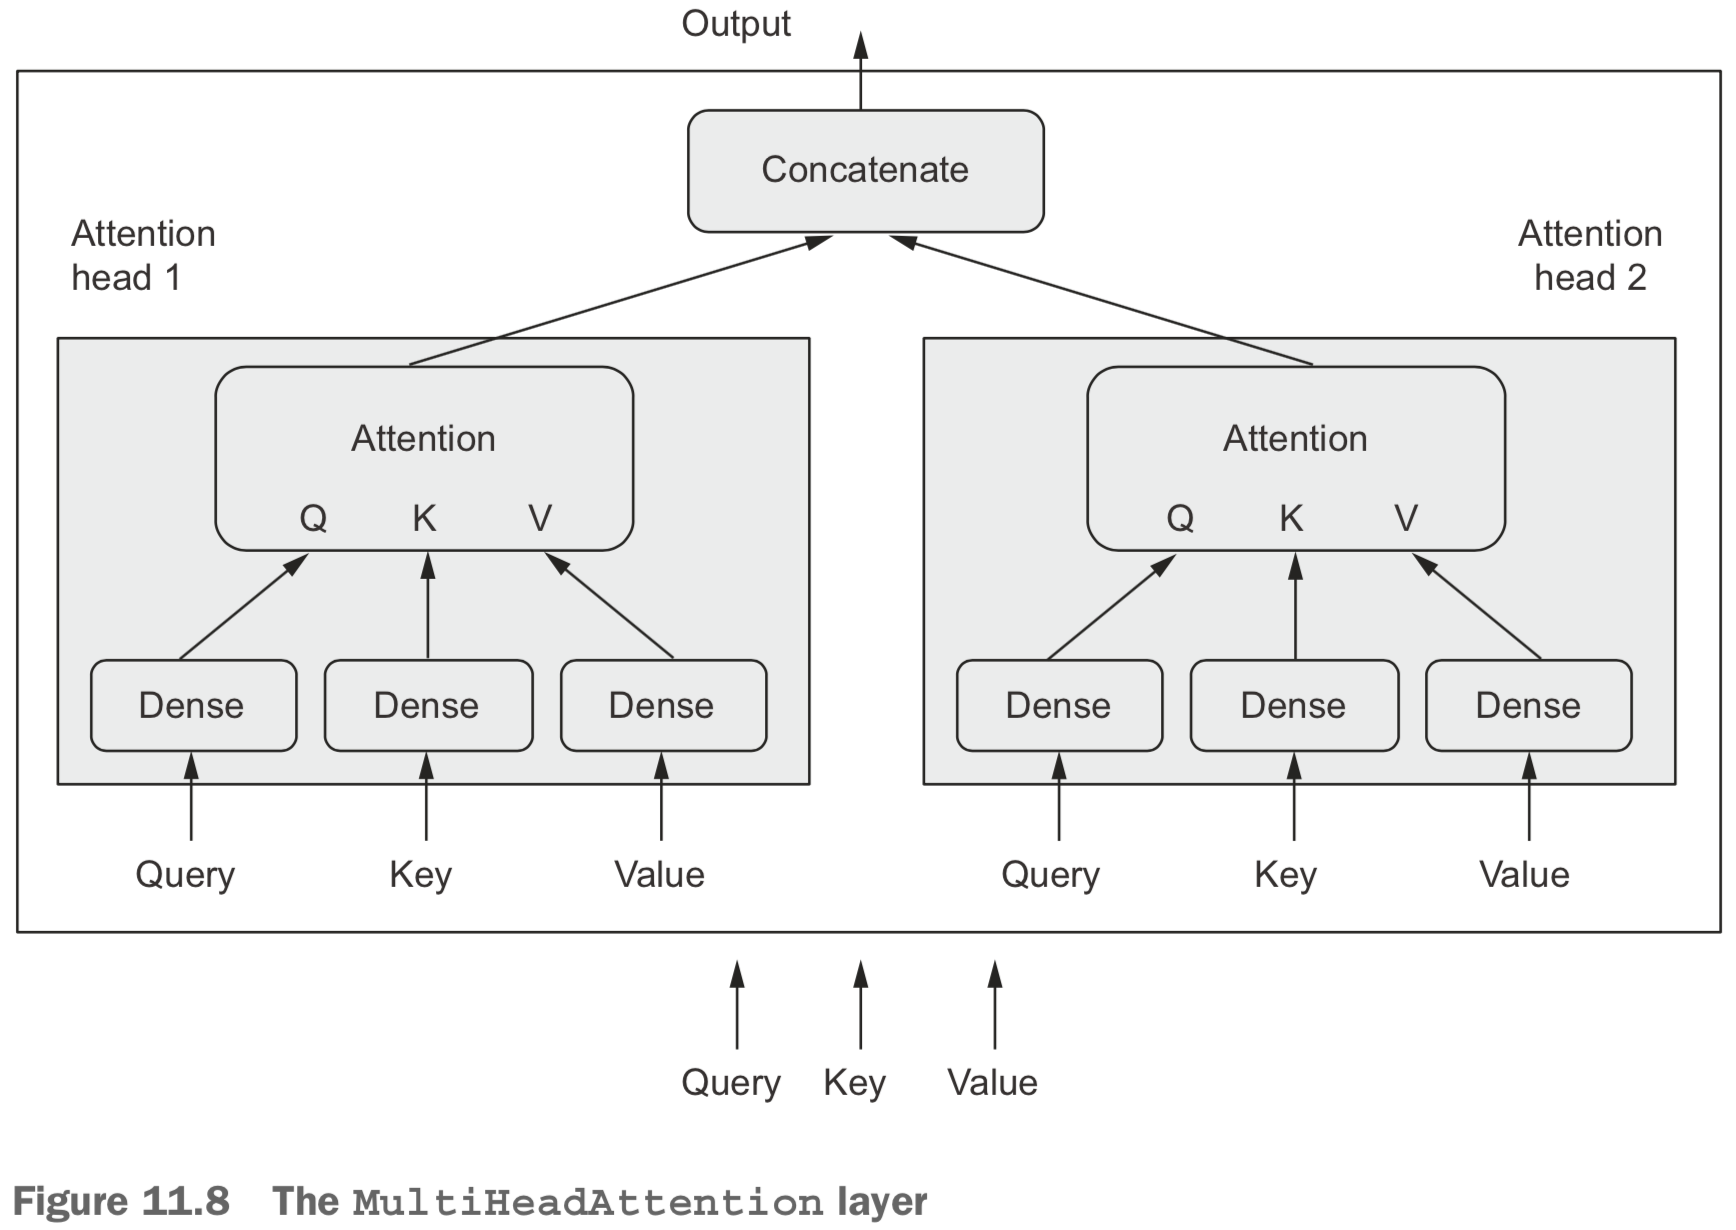 Output
Concatenate
Attention
head 1
Attention
head 2
Attention
Q K V
Attention
Q K V
Dense Dense Dense
Dense Dense Dense
Query Key Value
Query Key Value
Query Key Value
Figure 11.8 The MultiHeadAttention layer